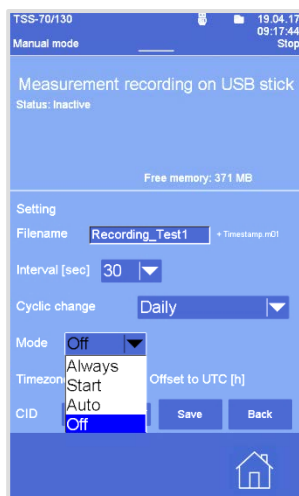 TSS-70/130 19.04.17
09:17:44
Manual mode Stop
Measurement recording on USB stick
Status: Inactive
Free memory: 371 MB
Setting
Filename Recording_Test1 + Timestamp.m01
Interval [sec] 30
Cyclic change Daily
Mode Off
Always
Start
Auto
Off
Timezon Offset to UTC [h]
CID Save Back